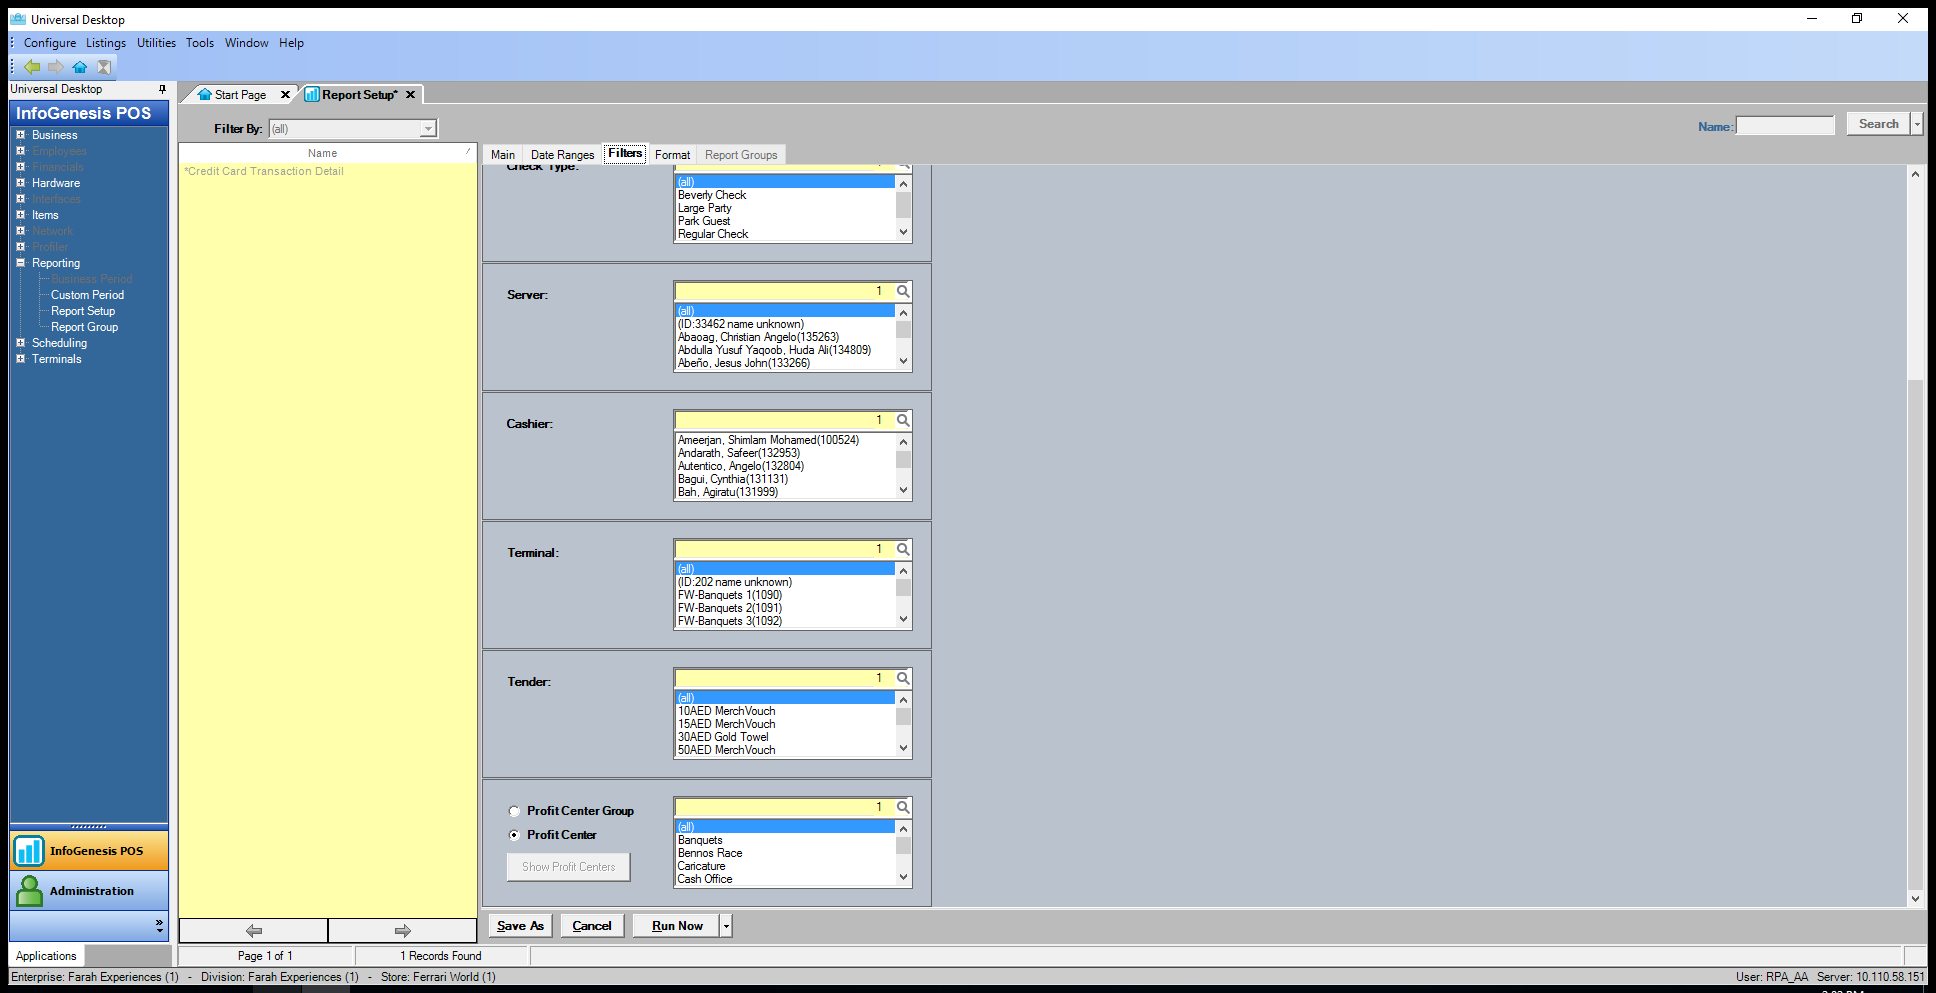 Universal Desktop
Configure Listings Utilities Tools Window Help
Universal Desktop
InfoGenesis POS
Business
Employees
Financials
Hardware
Interfaces
Items
Network
Profiler
Reporting
Business Period
Custom Period
Report Setup
Report Group
Scheduling
Terminals
InfoGenesis POS
Administration
»
Applications
Start Page
Report Setup*
Filter By: (all)
Name:
Search
Name
*Credit Card Transaction Detail
Main Date Ranges Filters Format Report Groups
Check Type:
(all)
Beverly Check
Large Party
Park Guest
Regular Check
Server:
1
(all)
(ID:33462 name unknown)
Abaoag, Christian Angelo(135263)
Abdulla Yusuf Yaqoob, Huda Ali(134809)
Abeño, Jesus John(133266)
Cashier:
1
Ameerjan, Shimlam Mohamed(100524)
Andarath, Safeer(132953)
Autentico, Angelo(132804)
Bagui, Cynthia(131131)
Bah, Agiratu(131999)
Terminal:
1
(all)
(ID:202 name unknown)
FW-Banquets 1(1090)
FW-Banquets 2(1091)
FW-Banquets 3(1092)
Tender:
1
(all)
10AED MerchVouch
15AED MerchVouch
30AED Gold Towel
50AED MerchVouch
Profit Center Group
Profit Center
Show Profit Centers
1
(all)
Banquets
Bennos Race
Caricature
Cash Office
Save As Cancel Run Now
Page 1 of 1 1 Records Found
Enterprise: Farah Experiences (1) - Division: Farah Experiences (1) - Store: Ferrari World (1)
User: RPA_AA Server: 10.110.58.151